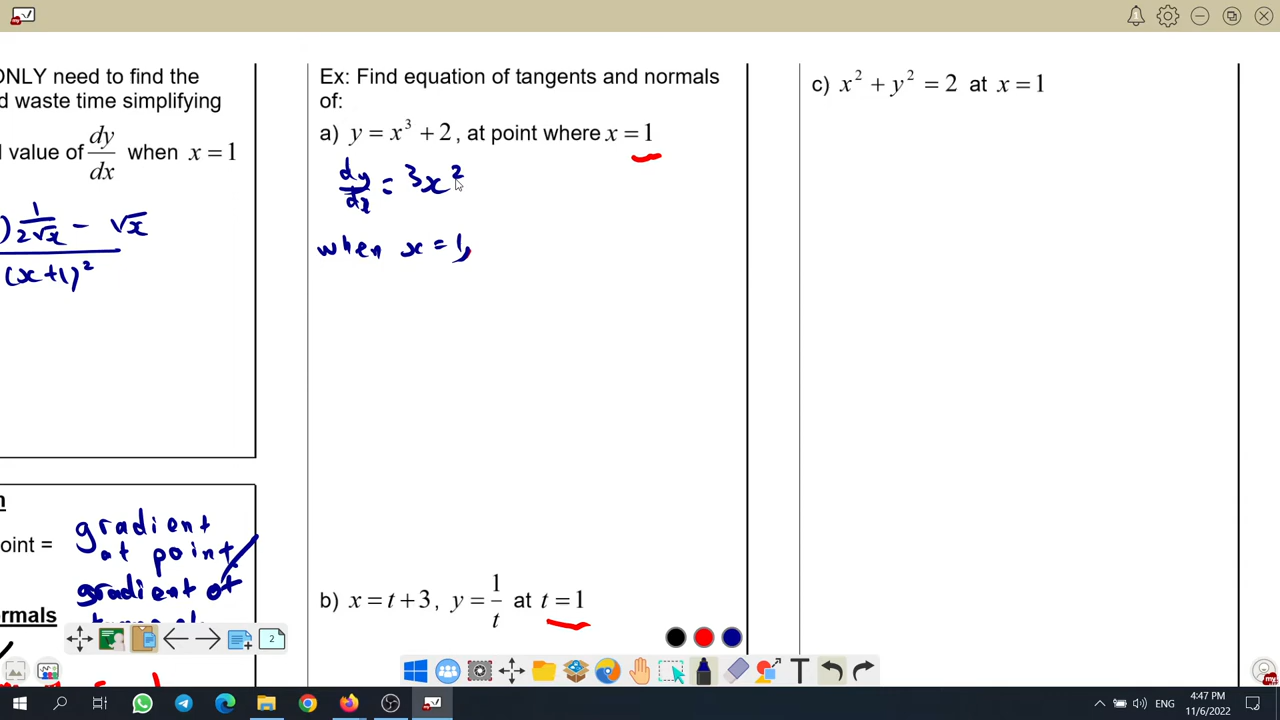 ONLY need to find the
d waste time simplifying
d value of dy/dx when x = 1
) 1/(2√x) − √x
(x+1)²
gradient
at point
oint =
gradient of
rmals
Ex: Find equation of tangents and normals
of:
a) y = x³ + 2, at point where x = 1
dy/dx = 3x²
when x = 1,
b) x = t + 3, y = 1/t at t = 1
c) x² + y² = 2 at x = 1
2
ENG
4:47 PM
11/6/2022